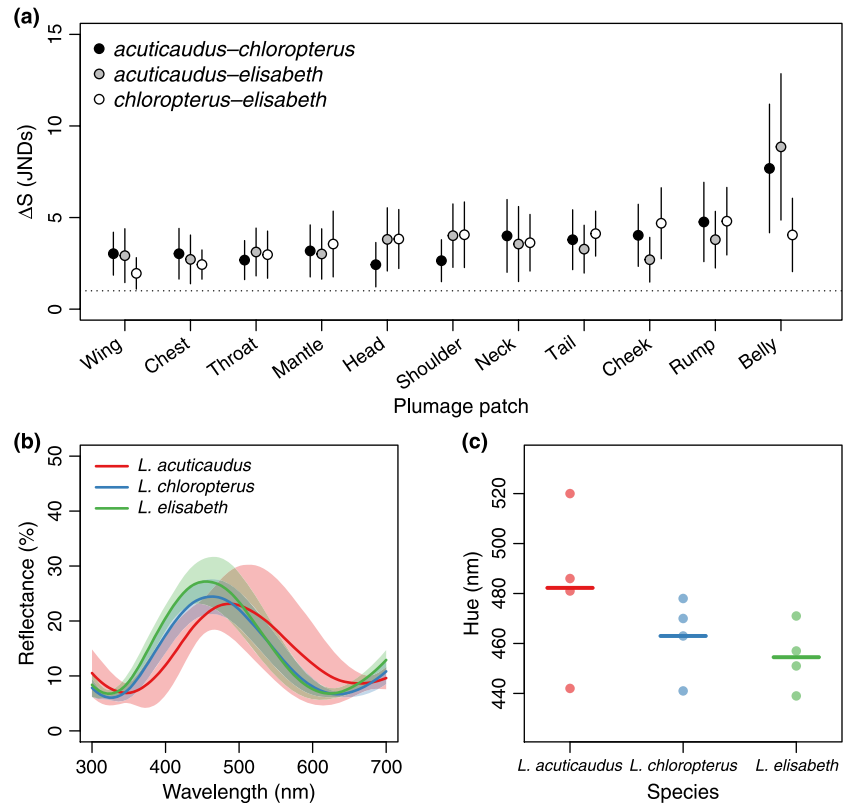 (a)
15
10
5
0
ΔS (JNDs)
acuticaudus–chloropterus
acuticaudus–elisabeth
chloropterus–elisabeth
Wing
Chest
Throat
Mantle
Head
Shoulder
Neck
Tail
Cheek
Rump
Belly
Plumage patch
(b)
50
40
30
20
10
0
Reflectance (%)
L. acuticaudus
L. chloropterus
L. elisabeth
300
400
500
600
700
Wavelength (nm)
(c)
520
500
480
460
440
Hue (nm)
L. acuticaudus
L. chloropterus
L. elisabeth
Species